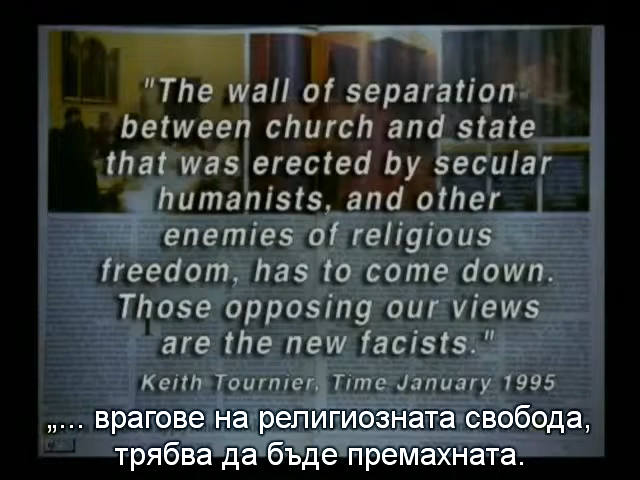 "The wall of separation
between church and state
that was erected by secular
humanists, and other
enemies of religious
freedom, has to come down.
Those opposing our views
are the new facists."
Keith Tournier, Time January 1995
„... врагове на религиозната свобода,
трябва да бъде премахната.